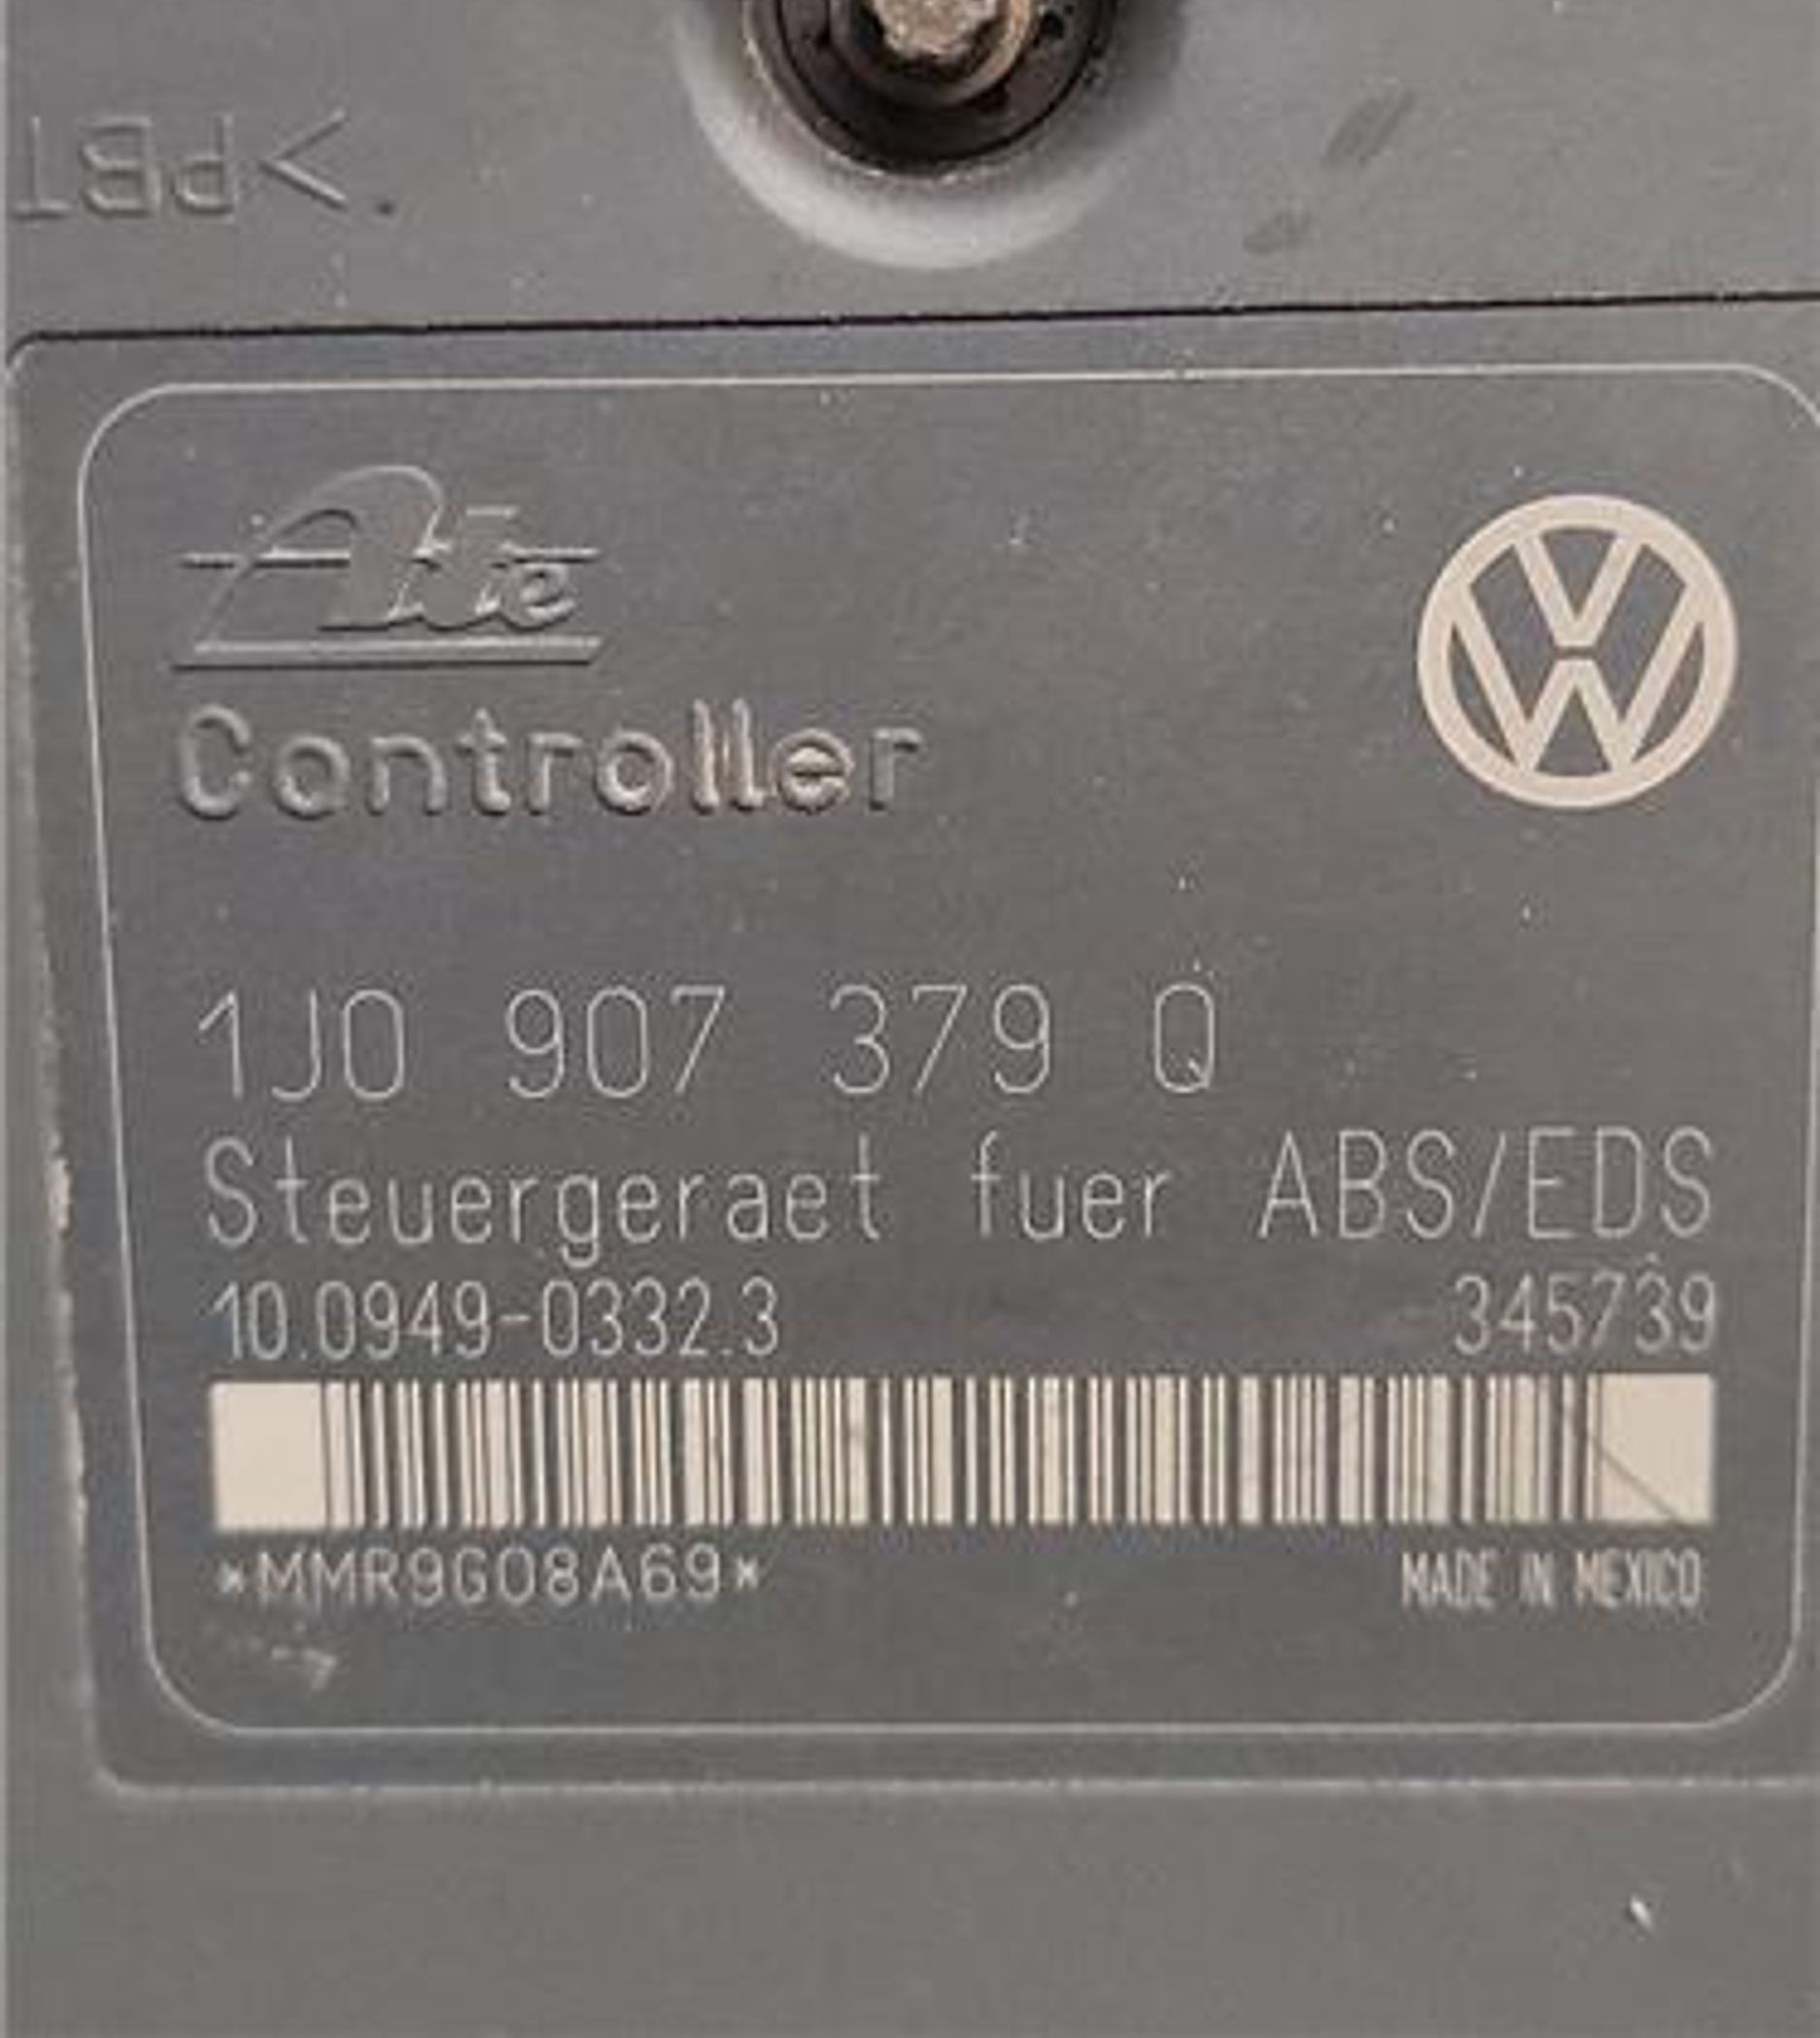 >PBT
Ate
Controller
1J0 907 379 Q
Steuergeraet fuer ABS/EDS
10.0949-0332.3 345739
*MMR9G08A69* MADE IN MEXICO